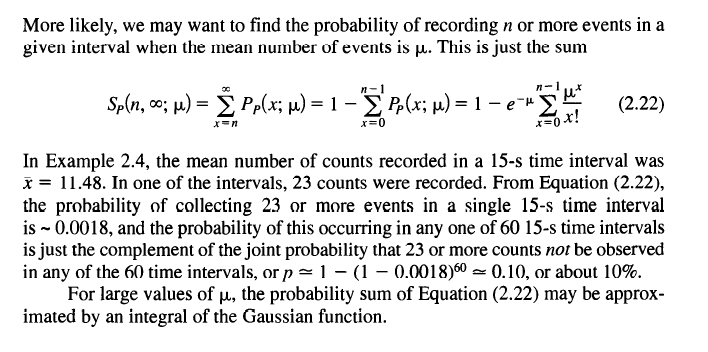 More likely, we may want to find the probability of recording n or more events in a
given interval when the mean number of events is μ. This is just the sum
S_P(n, ∞; μ) = ∑_{x=n}^{∞} P_P(x; μ) = 1 − ∑_{x=0}^{n−1} P_P(x; μ) = 1 − e^{−μ} ∑_{x=0}^{n−1} μ^x/x! (2.22)
In Example 2.4, the mean number of counts recorded in a 15-s time interval was
x̄ = 11.48. In one of the intervals, 23 counts were recorded. From Equation (2.22),
the probability of collecting 23 or more events in a single 15-s time interval
is ~ 0.0018, and the probability of this occurring in any one of 60 15-s time intervals
is just the complement of the joint probability that 23 or more counts not be observed
in any of the 60 time intervals, or p ≃ 1 − (1 − 0.0018)^60 ≃ 0.10, or about 10%.
For large values of μ, the probability sum of Equation (2.22) may be approx-
imated by an integral of the Gaussian function.